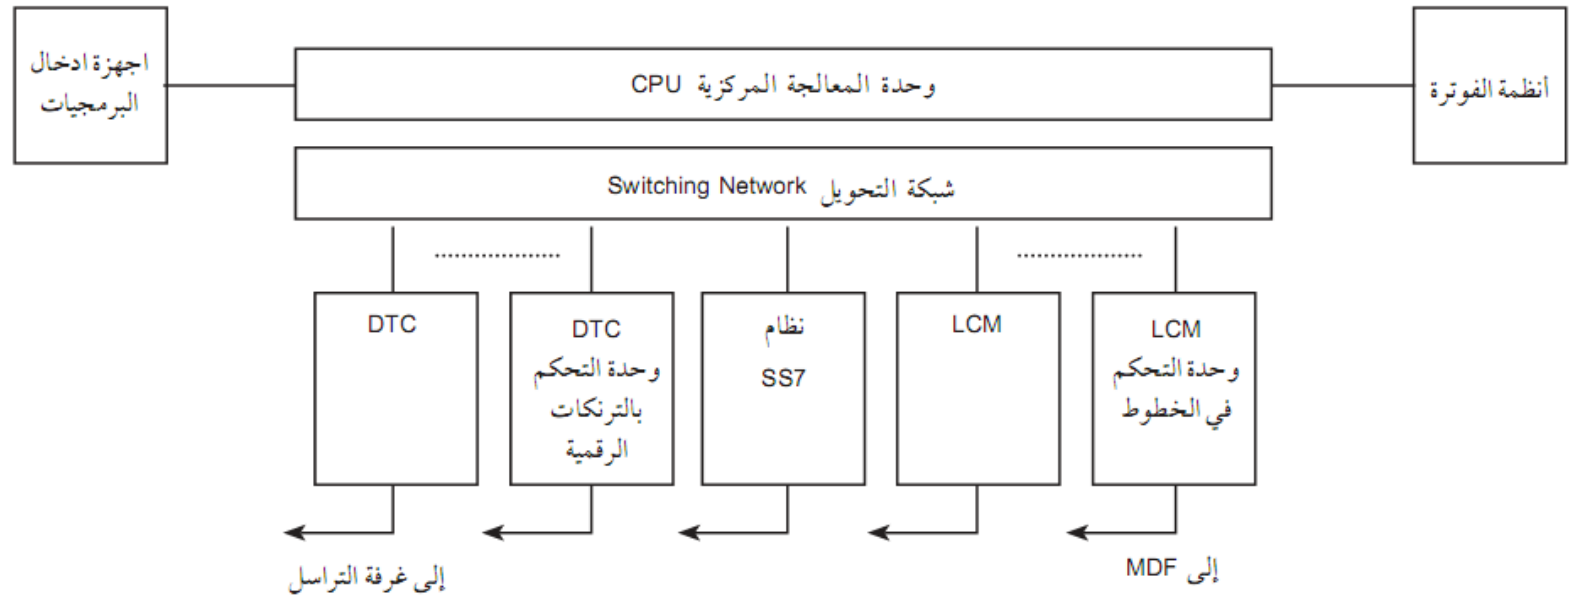 اجهزة ادخال
البرمجيات
وحدة المعالجة المركزية CPU
أنظمة الفوترة
شبكة التحويل Switching Network
DTC
DTC
وحدة التحكم
بالترنكات
الرقمية
نظام
SS7
LCM
LCM
وحدة التحكم
في الخطوط
إلى غرفة التراسل
إلى MDF